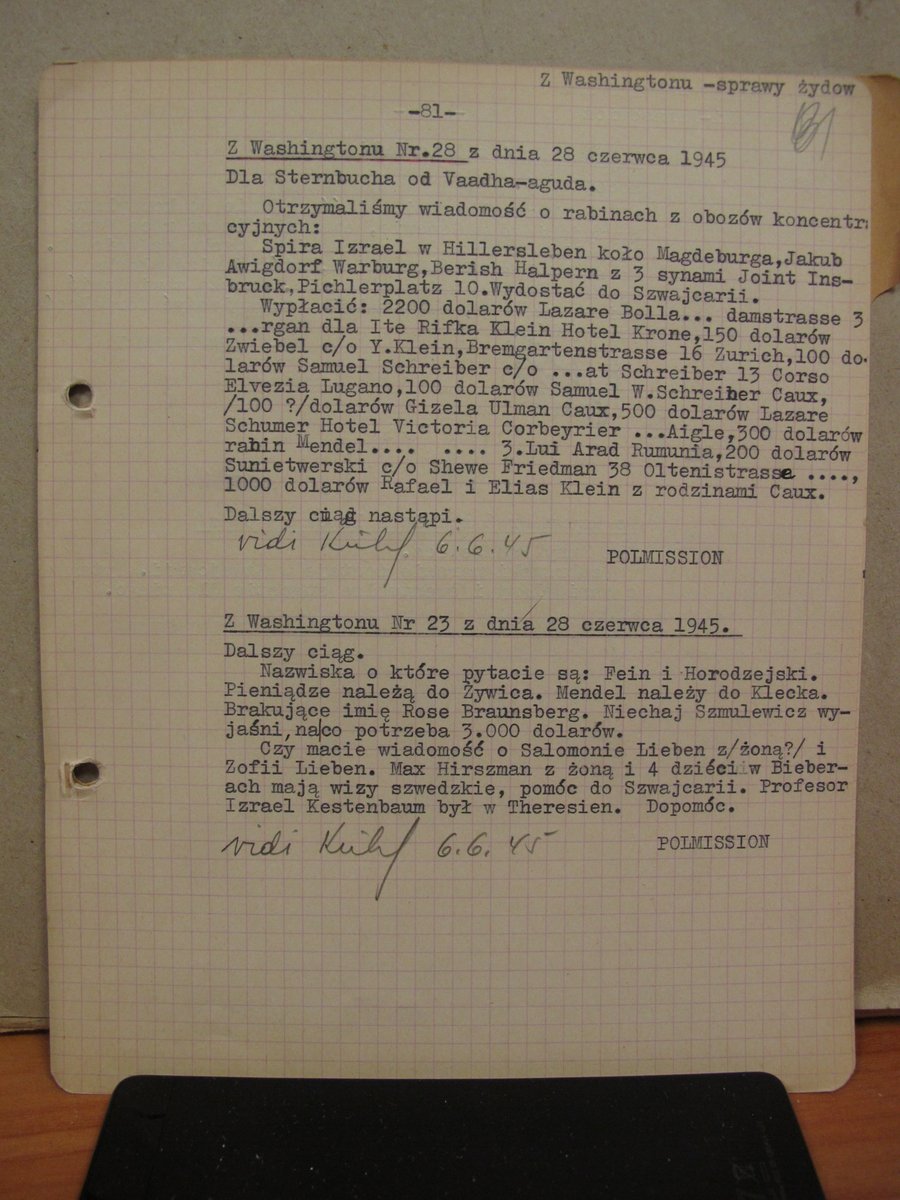 Z Washingtonu -sprawy żydow
-81-
Z Washingtonu Nr.28 z dnia 28 czerwca 1945
Dla Sternbucha od Vaadha-aguda.
Otrzymaliśmy wiadomość o rabinach z obozów koncentra
cyjnych:
Spira Izrael w Hillersleben koło Magdeburga,Jakub
Awigdorf Warburg,Berish Halpern z 3 synami Joint Ins-
bruck,Pichlerplatz 10.Wydostać do Szwajcarii.
Wypłacić: 2200 dolarów Lazare Bolla... damstrasse 3
...rgan dla Ite Rifka Klein Hotel Krone,150 dolarów
Zwiebel c/o Y.Klein,Bremgartenstrasse 16 Zurich,100 do-
larów Samuel Schreiber c/o ...at Schreiber 13 Corso
Elvezia Lugano,100 dolarów Samuel W.Schreiber Caux,
/100 ?/dolarów Gizela Ulman Caux,500 dolarów Lazare
Schumer Hotel Victoria Corbeyrier ...Aigle,300 dolarów
rabin Mendel.... .... 3.Lui Arad Rumunia,200 dolarów
Sunietwerski c/o Shewe Friedman 38 Oltenistrasse ....,
1000 dolarów Rafael i Elias Klein z rodzinami Caux.
Dalszy ciąg nastąpi.
vidi 6.6.45
POLMISSION
Z Washingtonu Nr 23 z dnia 28 czerwca 1945.
Dalszy ciąg.
Nazwiska o które pytacie są: Fein i Horodzejski.
Pieniądze należą do Żywica. Mendel należy do Klecka.
Brakujące imię Rose Braunsberg. Niechaj Szmulewicz wy-
jaśni,na|co potrzeba 3.000 dolarów.
Czy macie wiadomość o Salomonie Lieben z/żoną?/ i
Zofii Lieben. Max Hirszman z żoną i 4 dzieci w Bieber-
ach mają wizy szwedzkie, pomóc do Szwajcarii. Profesor
Izrael Kestenbaum był w Theresien. Dopomóc.
vidi 6.6.45
POLMISSION